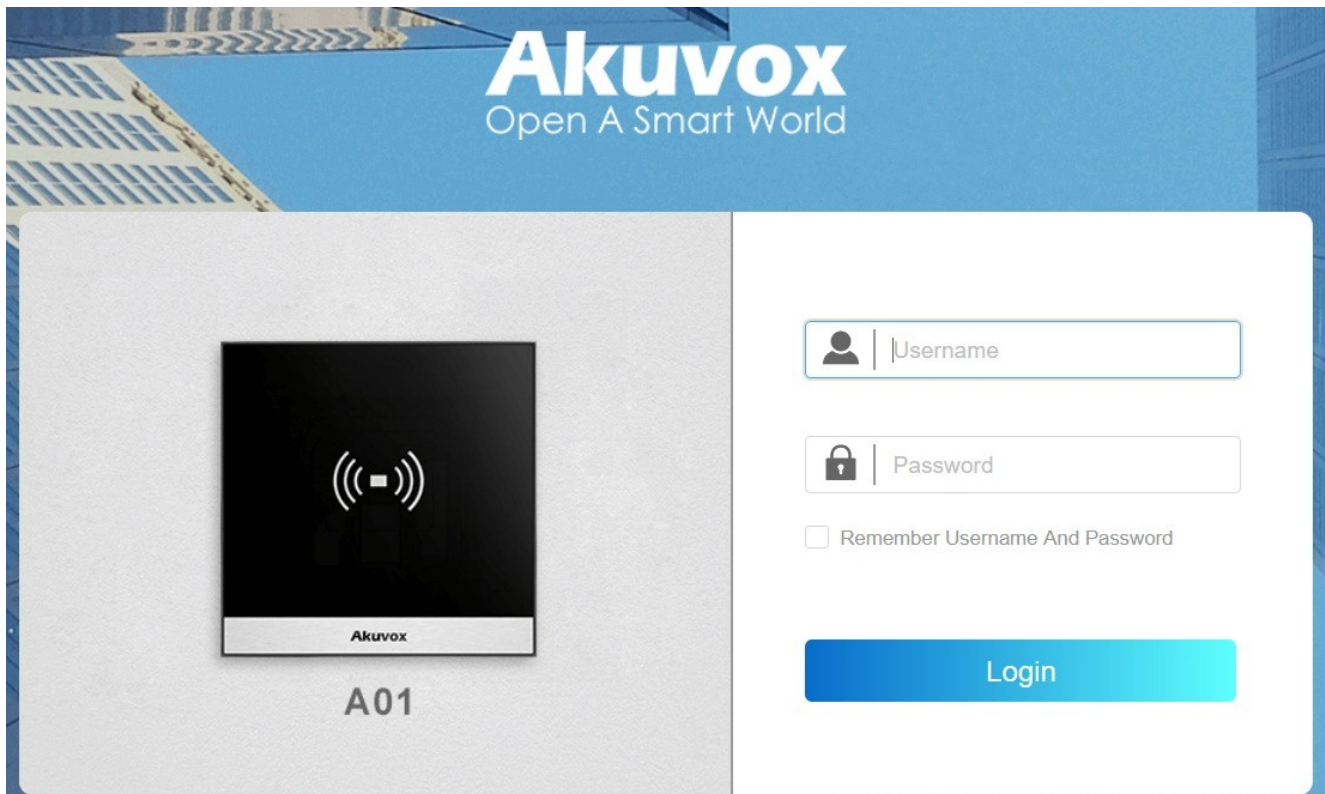 Akuvox
Open A Smart World
Akuvox
A01
Username
Password
Remember Username And Password
Login